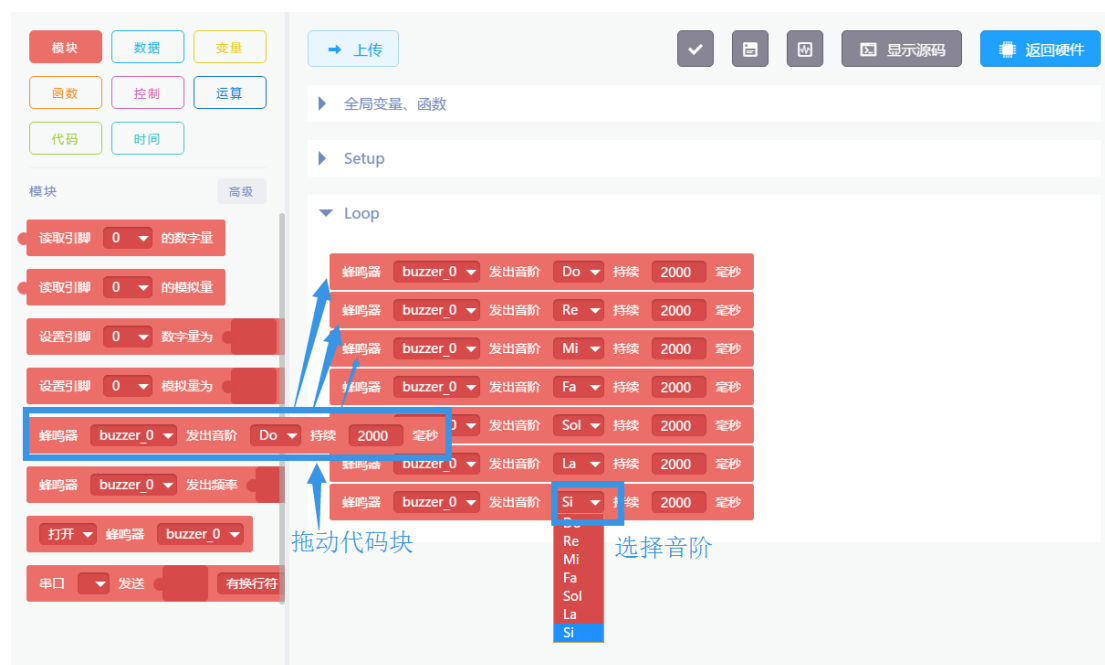 模块 数据 变量
函数 控制 运算
代码 时间
模块 高级
读取引脚 0 的数字量
读取引脚 0 的模拟量
设置引脚 0 数字量为
设置引脚 0 模拟量为
蜂鸣器 buzzer_0 发出音阶 Do 持续 2000 毫秒
蜂鸣器 buzzer_0 发出频率
打开 蜂鸣器 buzzer_0
串口 发送 有换行符
上传 显示源码 返回硬件
全局变量、函数
Setup
Loop
蜂鸣器 buzzer_0 发出音阶 Do 持续 2000 毫秒
蜂鸣器 buzzer_0 发出音阶 Re 持续 2000 毫秒
蜂鸣器 buzzer_0 发出音阶 Mi 持续 2000 毫秒
蜂鸣器 buzzer_0 发出音阶 Fa 持续 2000 毫秒
发出音阶 Sol 持续 2000 毫秒
蜂鸣器 buzzer_0 发出音阶 La 持续 2000 毫秒
蜂鸣器 buzzer_0 发出音阶 Si 持续 2000 毫秒
Do
Re
Mi
Fa
Sol
La
Si
拖动代码块
选择音阶